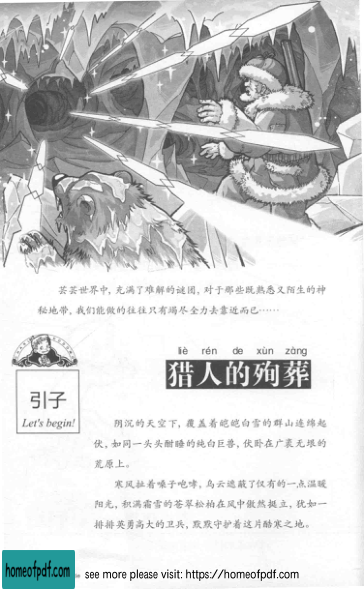 芸芸世界中，充满了难解的谜团，对于那些既熟悉又陌生的神
秘地带，我们能做的往往只有竭尽全力去靠近而已……
liè rén de xùn zàng
猎人的殉葬
引子
Let's begin!
阴沉的天空下，覆盖着皑皑白雪的群山连绵起
伏，如同一头头酣睡的纯白巨兽，伏卧在广袤无垠的
荒原上。
寒风扯着嗓子咆哮，乌云遮蔽了仅有的一点温暖
阳光，积满霜雪的苍翠松柏在风中傲然挺立，犹如一
排排英勇高大的卫兵，默默守护着这片酷寒之地。
homeofpdf.com
see more please visit: https://homeofpdf.com